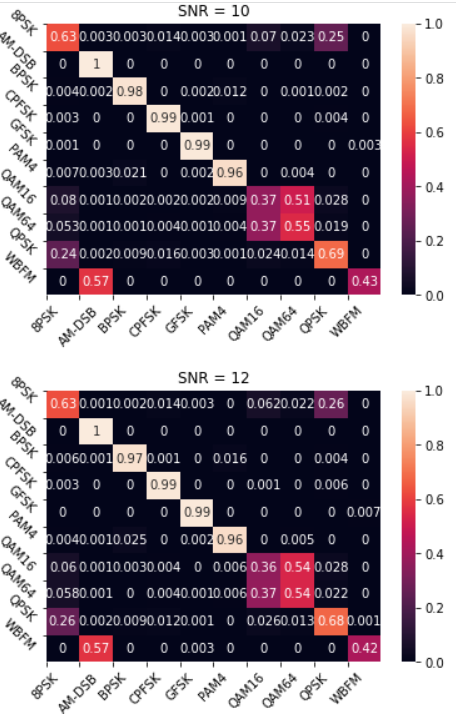 SNR = 10
8PSK 0.63 0.003 0.003 0.014 0.003 0.001 0.07 0.023 0.25 0 1.0
AM-DSB 0 1 0 0 0 0 0 0 0 0
BPSK 0.004 0.002 0.98 0 0.002 0.012 0 0.001 0.002 0 0.8
CPFSK 0.003 0 0 0.99 0.001 0 0 0 0.004 0
GFSK 0.001 0 0 0 0.99 0 0 0 0 0.003 0.6
PAM4 0.007 0.003 0.021 0 0.002 0.96 0 0.004 0 0
QAM16 0.08 0.001 0.002 0.002 0.002 0.009 0.37 0.51 0.028 0 0.4
QAM64 0.053 0.001 0.001 0.004 0.001 0.004 0.37 0.55 0.019 0
QPSK 0.24 0.002 0.009 0.016 0.003 0.001 0.024 0.014 0.69 0 0.2
WBFM 0 0.57 0 0 0 0 0 0 0 0.43 0.0
8PSK AM-DSB BPSK CPFSK GFSK PAM4 QAM16 QAM64 QPSK WBFM
SNR = 12
8PSK 0.63 0.001 0.002 0.014 0.003 0 0.062 0.022 0.26 0 1.0
AM-DSB 0 1 0 0 0 0 0 0 0 0
BPSK 0.006 0.001 0.97 0.001 0 0.016 0 0 0.004 0 0.8
CPFSK 0.003 0 0 0.99 0 0 0.001 0 0.006 0
GFSK 0 0 0 0 0.99 0 0 0 0 0.007 0.6
PAM4 0.004 0.001 0.025 0 0.002 0.96 0 0.005 0 0
QAM16 0.06 0.001 0.003 0.004 0 0.006 0.36 0.54 0.028 0 0.4
QAM64 0.058 0.001 0 0.004 0.001 0.006 0.37 0.54 0.022 0
QPSK 0.26 0.002 0.009 0.012 0.001 0 0.026 0.013 0.68 0.001 0.2
WBFM 0 0.57 0 0 0.003 0 0 0 0 0.42 0.0
8PSK AM-DSB BPSK CPFSK GFSK PAM4 QAM16 QAM64 QPSK WBFM